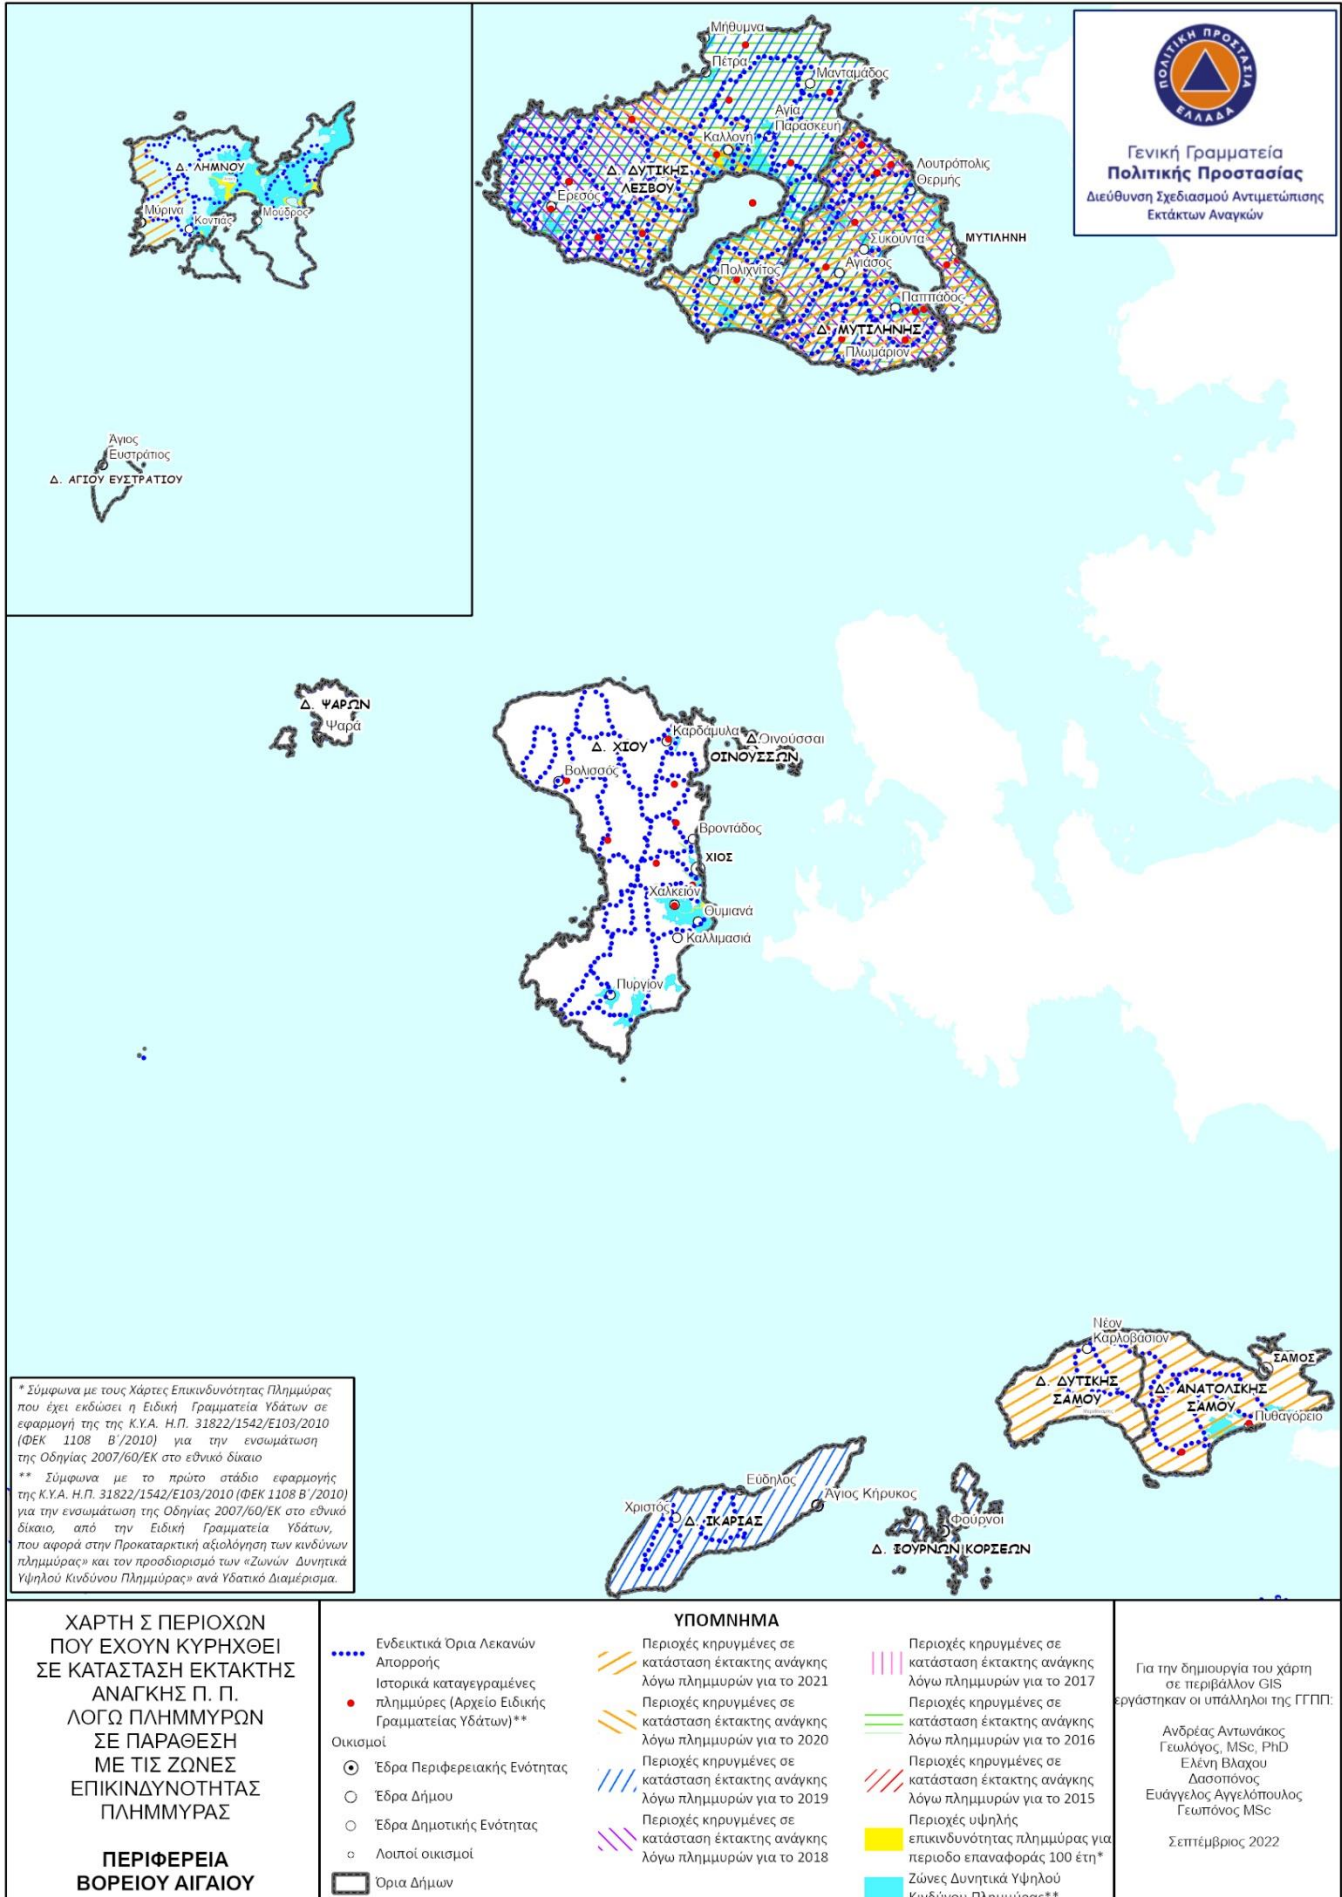 Μήθυμνα
Πέτρα
Μανταμάδος
Αγία
Παρασκευή
Καλλονή
Λουτρόπολις
Θερμής
Δ. ΔΥΤΙΚΗΣ
ΛΕΣΒΟΥ
Ερεσός
Συκούντα
ΜΥΤΙΛΗΝΗ
Αγιάσος
Πολιχνίτος
Παππάδος
Δ. ΜΥΤΙΛΗΝΗΣ
Πλωμάριον
Δ. ΛΗΜΝΟΥ
Μύρινα
Κοντιάς
Μούδρος
Άγιος
Ευστράτιος
Δ. ΑΓΙΟΥ ΕΥΣΤΡΑΤΙΟΥ
ΠΟΛΙΤΙΚΗ ΠΡΟΣΤΑΣΙΑ
ΕΛΛΑΔΑ
Γενική Γραμματεία
Πολιτικής Προστασίας
Διεύθυνση Σχεδιασμού Αντιμετώπισης
Εκτάκτων Αναγκών
Δ. ΨΑΡΩΝ
Ψαρά
Καρδάμυλα
Δ. ΧΙΟΥ
Δ.
Οινούσσαι
ΟΙΝΟΥΣΣΩΝ
Βολισσός
Βροντάδος
ΧΙΟΣ
Χαλκειόν
Θυμιανά
Καλλιμασιά
Πυργίον
Νέον
Καρλοβάσιον
ΣΑΜΟΣ
Δ. ΔΥΤΙΚΗΣ
ΣΑΜΟΥ
Δ. ΑΝΑΤΟΛΙΚΗΣ
ΣΑΜΟΥ
Πυθαγόρειο
Εύδηλος
Άγιος Κήρυκος
Χριστός
Δ. ΙΚΑΡΙΑΣ
Φούρνοι
Δ. ΦΟΥΡΝΩΝ ΚΟΡΣΕΩΝ
* Σύμφωνα με τους Χάρτες Επικινδυνότητας Πλημμύρας
που έχει εκδώσει η Ειδική Γραμματεία Υδάτων σε
εφαρμογή της της Κ.Υ.Α. Η.Π. 31822/1542/Ε103/2010
(ΦΕΚ 1108 Β΄/2010) για την ενσωμάτωση
της Οδηγίας 2007/60/ΕΚ στο εθνικό δίκαιο
** Σύμφωνα με το πρώτο στάδιο εφαρμογής
της Κ.Υ.Α. Η.Π. 31822/1542/Ε103/2010 (ΦΕΚ 1108 Β΄/2010)
για την ενσωμάτωση της Οδηγίας 2007/60/ΕΚ στο εθνικό
δίκαιο, από την Ειδική Γραμματεία Υδάτων,
που αφορά στην Προκαταρκτική αξιολόγηση των κινδύνων
πλημμύρας» και τον προσδιορισμό των «Ζωνών Δυνητικά
Υψηλού Κινδύνου Πλημμύρας» ανά Υδατικό Διαμέρισμα.
ΧΑΡΤΗ Σ ΠΕΡΙΟΧΩΝ
ΠΟΥ ΕΧΟΥΝ ΚΥΡΗΧΘΕΙ
ΣΕ ΚΑΤΑΣΤΑΣΗ ΕΚΤΑΚΤΗΣ
ΑΝΑΓΚΗΣ Π. Π.
ΛΟΓΩ ΠΛΗΜΜΥΡΩΝ
ΣΕ ΠΑΡΑΘΕΣΗ
ΜΕ ΤΙΣ ΖΩΝΕΣ
ΕΠΙΚΙΝΔΥΝΟΤΗΤΑΣ
ΠΛΗΜΜΥΡΑΣ
ΠΕΡΙΦΕΡΕΙΑ
ΒΟΡΕΙΟΥ ΑΙΓΑΙΟΥ
ΥΠΟΜΝΗΜΑ
Ενδεικτικά Όρια Λεκανών
Απορροής
Ιστορικά καταγεγραμένες
πλημμύρες (Αρχείο Ειδικής
Γραμματείας Υδάτων)**
Οικισμοί
Έδρα Περιφερειακής Ενότητας
Έδρα Δήμου
Έδρα Δημοτικής Ενότητας
Λοιποί οικισμοί
Όρια Δήμων
Περιοχές κηρυγμένες σε
κατάσταση έκτακτης ανάγκης
λόγω πλημμυρών για το 2021
Περιοχές κηρυγμένες σε
κατάσταση έκτακτης ανάγκης
λόγω πλημμυρών για το 2020
Περιοχές κηρυγμένες σε
κατάσταση έκτακτης ανάγκης
λόγω πλημμυρών για το 2019
Περιοχές κηρυγμένες σε
κατάσταση έκτακτης ανάγκης
λόγω πλημμυρών για το 2018
Περιοχές κηρυγμένες σε
κατάσταση έκτακτης ανάγκης
λόγω πλημμυρών για το 2017
Περιοχές κηρυγμένες σε
κατάσταση έκτακτης ανάγκης
λόγω πλημμυρών για το 2016
Περιοχές κηρυγμένες σε
κατάσταση έκτακτης ανάγκης
λόγω πλημμυρών για το 2015
Περιοχές υψηλής
επικινδυνότητας πλημμύρας για
περιοδο επαναφοράς 100 έτη*
Ζώνες Δυνητικά Υψηλού
Κινδύνου Πλημμύρας**
Για την δημιουργία του χάρτη
σε περιβάλλον GIS
εργάστηκαν οι υπάλληλοι της ΓΓΠΠ:
Ανδρέας Αντωνάκος
Γεωλόγος, MSc, PhD
Ελένη Βλαχου
Δασοπόνος
Ευάγγελος Αγγελόπουλος
Γεωπόνος MSc
Σεπτέμβριος 2022